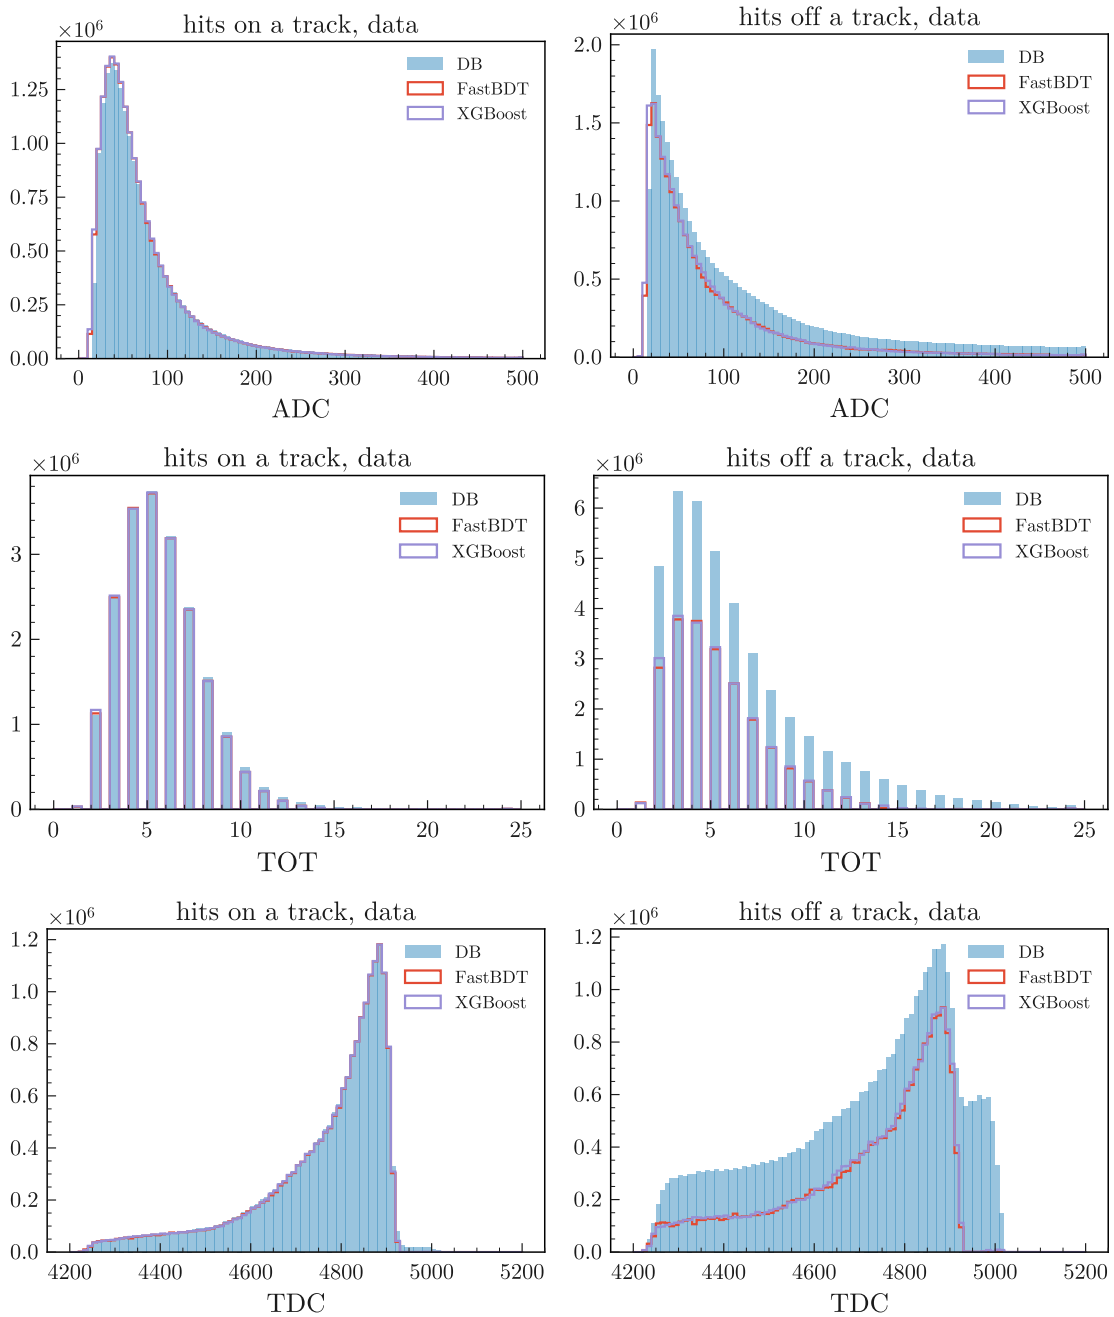 hits on a track, data
×10⁶
DB
FastBDT
XGBoost
1.25
1.00
0.75
0.50
0.25
0.00
0 100 200 300 400 500
ADC
hits off a track, data
×10⁶
DB
FastBDT
XGBoost
2.0
1.5
1.0
0.5
0.0
0 100 200 300 400 500
ADC
hits on a track, data
×10⁶
DB
FastBDT
XGBoost
3
2
1
0
0 5 10 15 20 25
TOT
hits off a track, data
×10⁶
DB
FastBDT
XGBoost
6
5
4
3
2
1
0
0 5 10 15 20 25
TOT
hits on a track, data
×10⁶
DB
FastBDT
XGBoost
1.2
1.0
0.8
0.6
0.4
0.2
0.0
4200 4400 4600 4800 5000 5200
TDC
hits off a track, data
×10⁶
DB
FastBDT
XGBoost
1.2
1.0
0.8
0.6
0.4
0.2
0.0
4200 4400 4600 4800 5000 5200
TDC